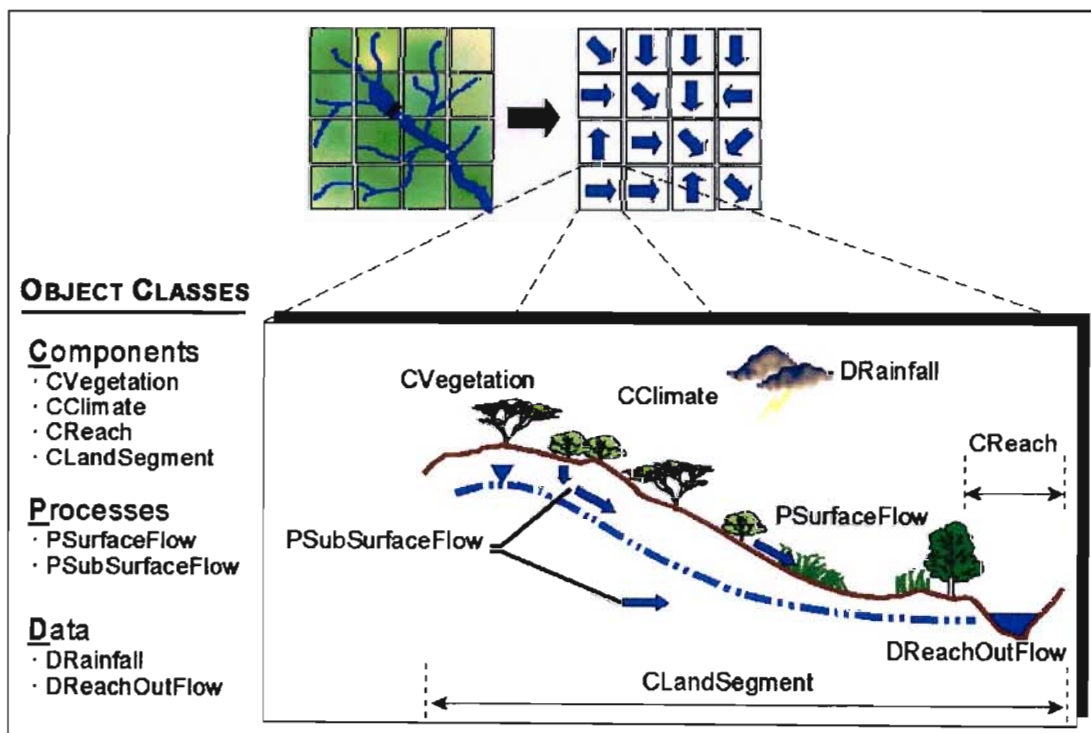 OBJECT CLASSES
Components
· CVegetation
· CClimate
· CReach
· CLandSegment
Processes
· PSurfaceFlow
· PSubSurfaceFlow
Data
· DRainfall
· DReachOutFlow
CVegetation
CClimate
DRainfall
CReach
PSubSurfaceFlow
PSurfaceFlow
DReachOutFlow
CLandSegment